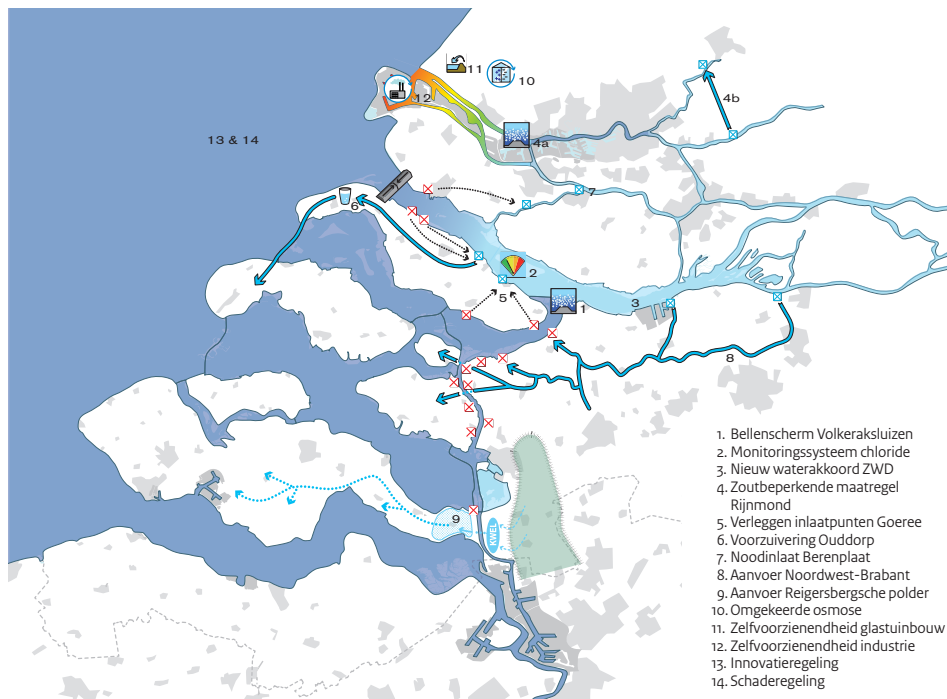 11
10
12
13 & 14
4a
4b
7
6
2
5
1
3
8
9
KWEL
1. Bellenscherm Volkeraksluizen
2. Monitoringssysteem chloride
3. Nieuw waterakkoord ZWD
4. Zoutbeperkende maatregel
Rijnmond
5. Verleggen inlaatpunten Goeree
6. Voorzuivering Ouddorp
7. Noodinlaat Berenplaat
8. Aanvoer Noordwest-Brabant
9. Aanvoer Reigersbergsche polder
10. Omgekeerde osmose
11. Zelfvoorzienendheid glastuinbouw
12. Zelfvoorzienendheid industrie
13. Innovatieregeling
14. Schaderegeling